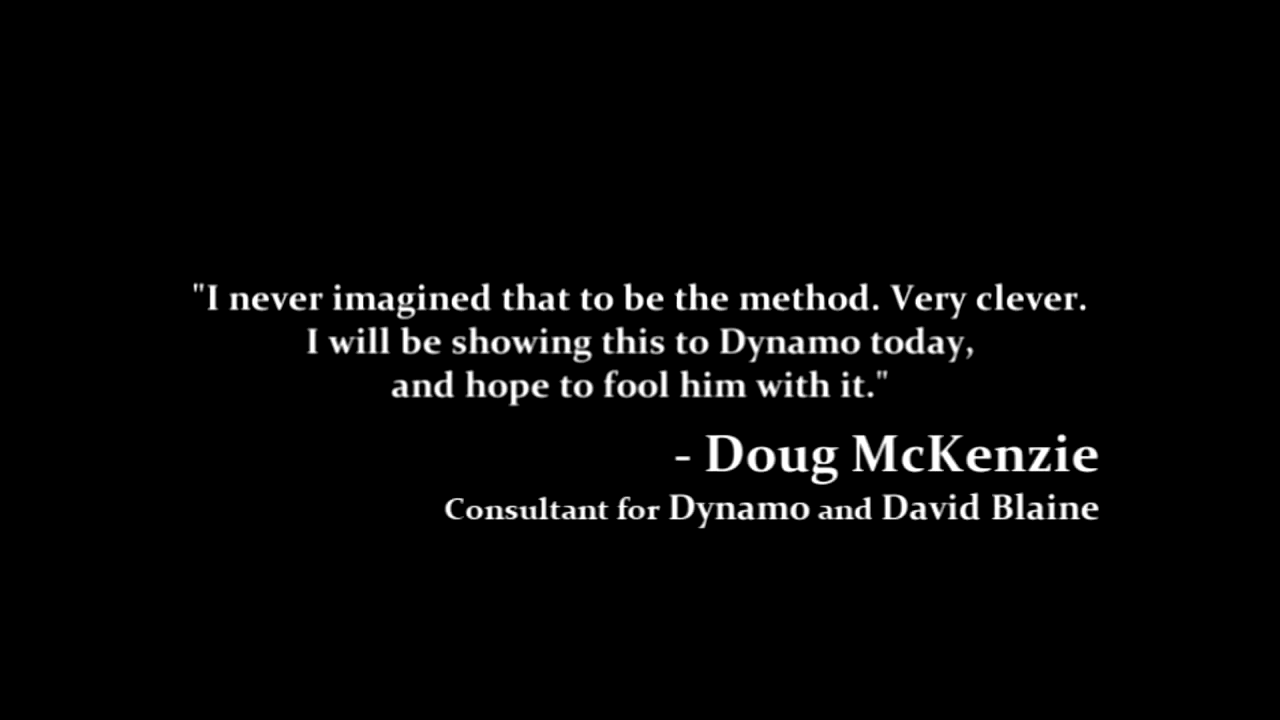 "I never imagined that to be the method. Very clever.
I will be showing this to Dynamo today,
and hope to fool him with it."
- Doug McKenzie
Consultant for Dynamo and David Blaine